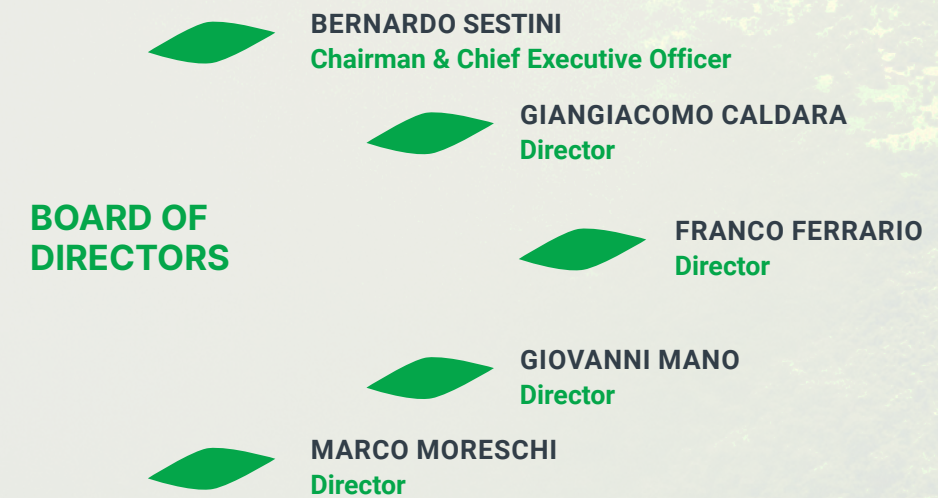 BERNARDO SESTINI
Chairman & Chief Executive Officer
GIANGIACOMO CALDARA
Director
BOARD OF
DIRECTORS
FRANCO FERRARIO
Director
GIOVANNI MANO
Director
MARCO MORESCHI
Director